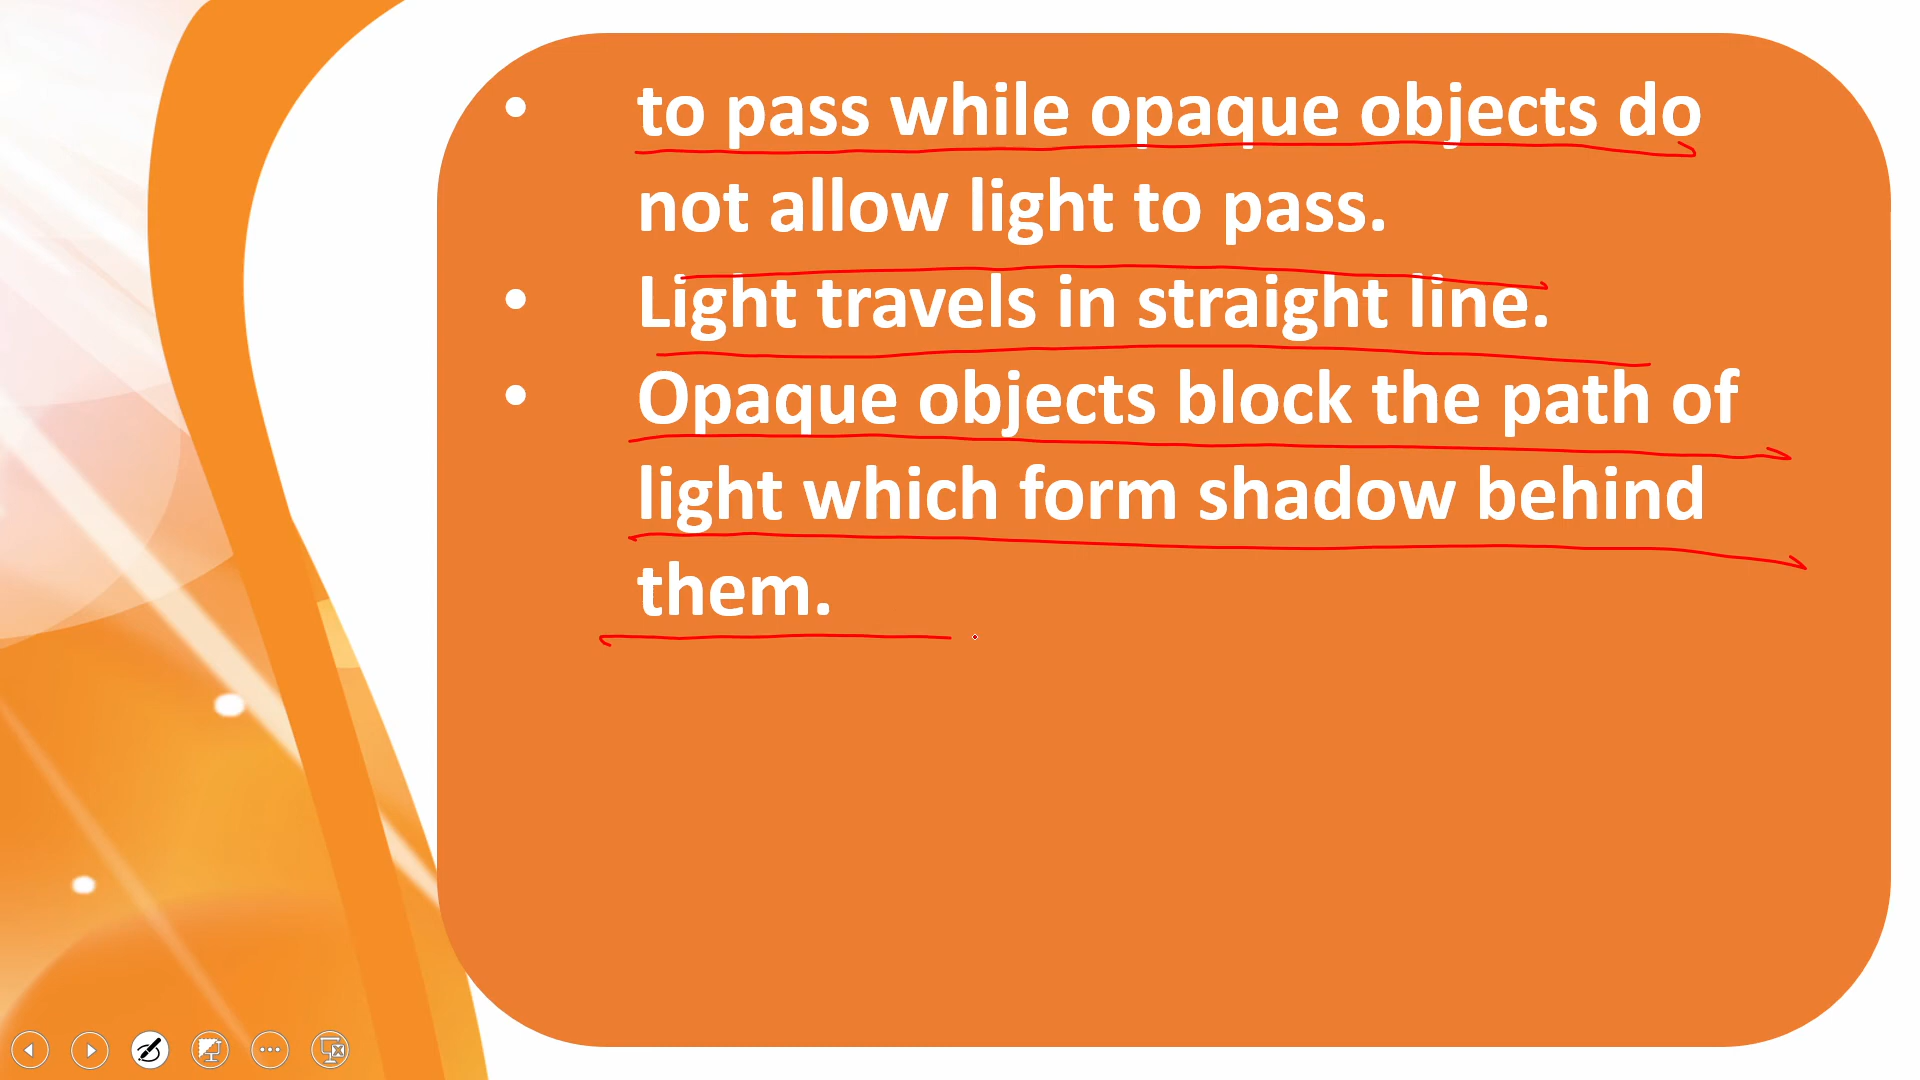 • to pass while opaque objects do
not allow light to pass.
• Light travels in straight line.
• Opaque objects block the path of
light which form shadow behind
them.